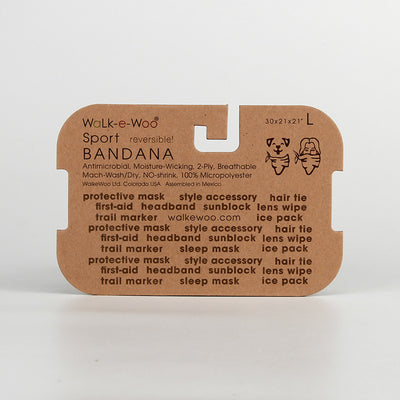 WaLk-e-Woo®
30x21x21" L
Sport reversible!
BANDANA
Antimicrobial, Moisture-Wicking, 2-Ply, Breathable
Mach-Wash/Dry, NO-shrink, 100% Micropolyester
WalkeWoo Ltd. Colorado USA Assembled in Mexico.
protective mask style accessory hair tie
first-aid headband sunblock lens wipe
trail marker walkewoo.com ice pack
protective mask style accessory hair tie
first-aid headband sunblock lens wipe
trail marker sleep mask ice pack
protective mask style accessory hair tie
first-aid headband sunblock lens wipe
trail marker sleep mask ice pack